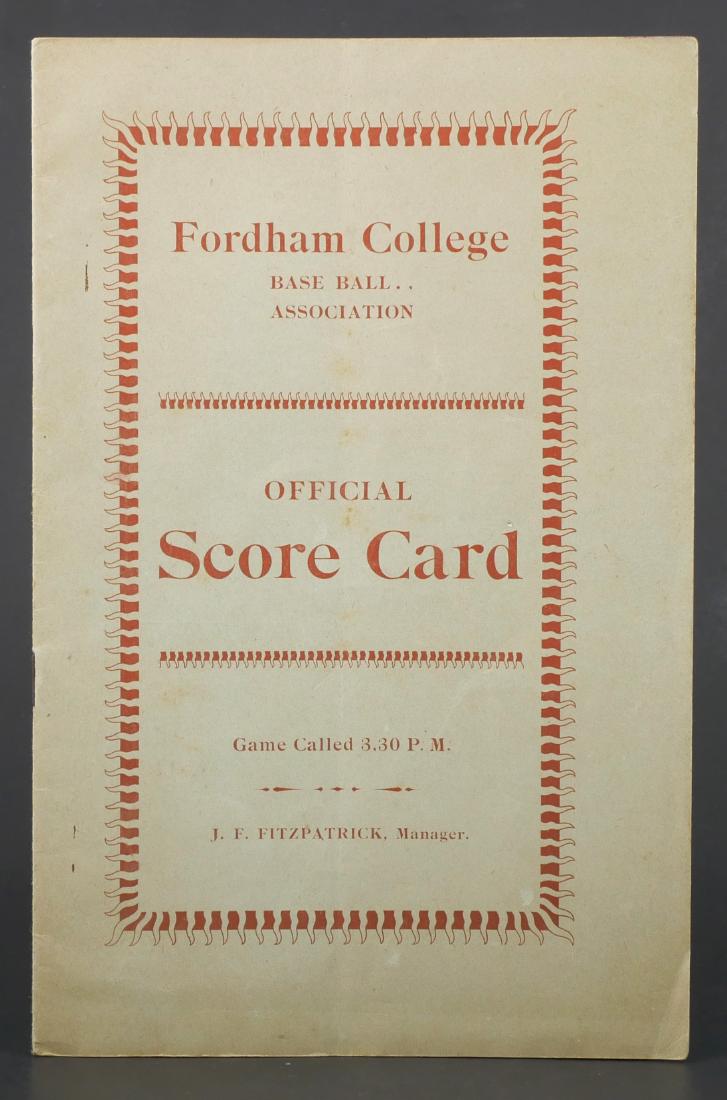 Fordham College
BASE BALL..
ASSOCIATION
OFFICIAL
Score Card
Game Called 3.30 P. M.
J. F. FITZPATRICK, Manager.